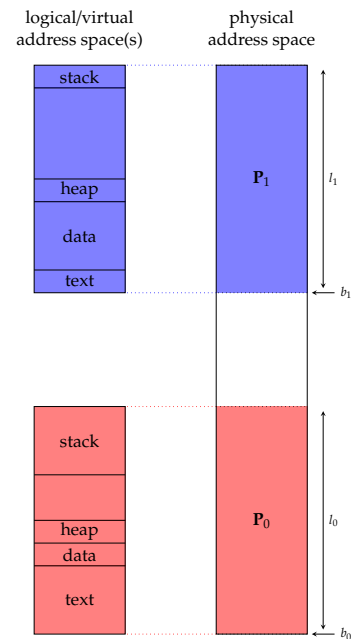 logical/virtual
address space(s)
physical
address space
stack
heap
data
text
P₁
l₁
b₁
stack
heap
data
text
P₀
l₀
b₀